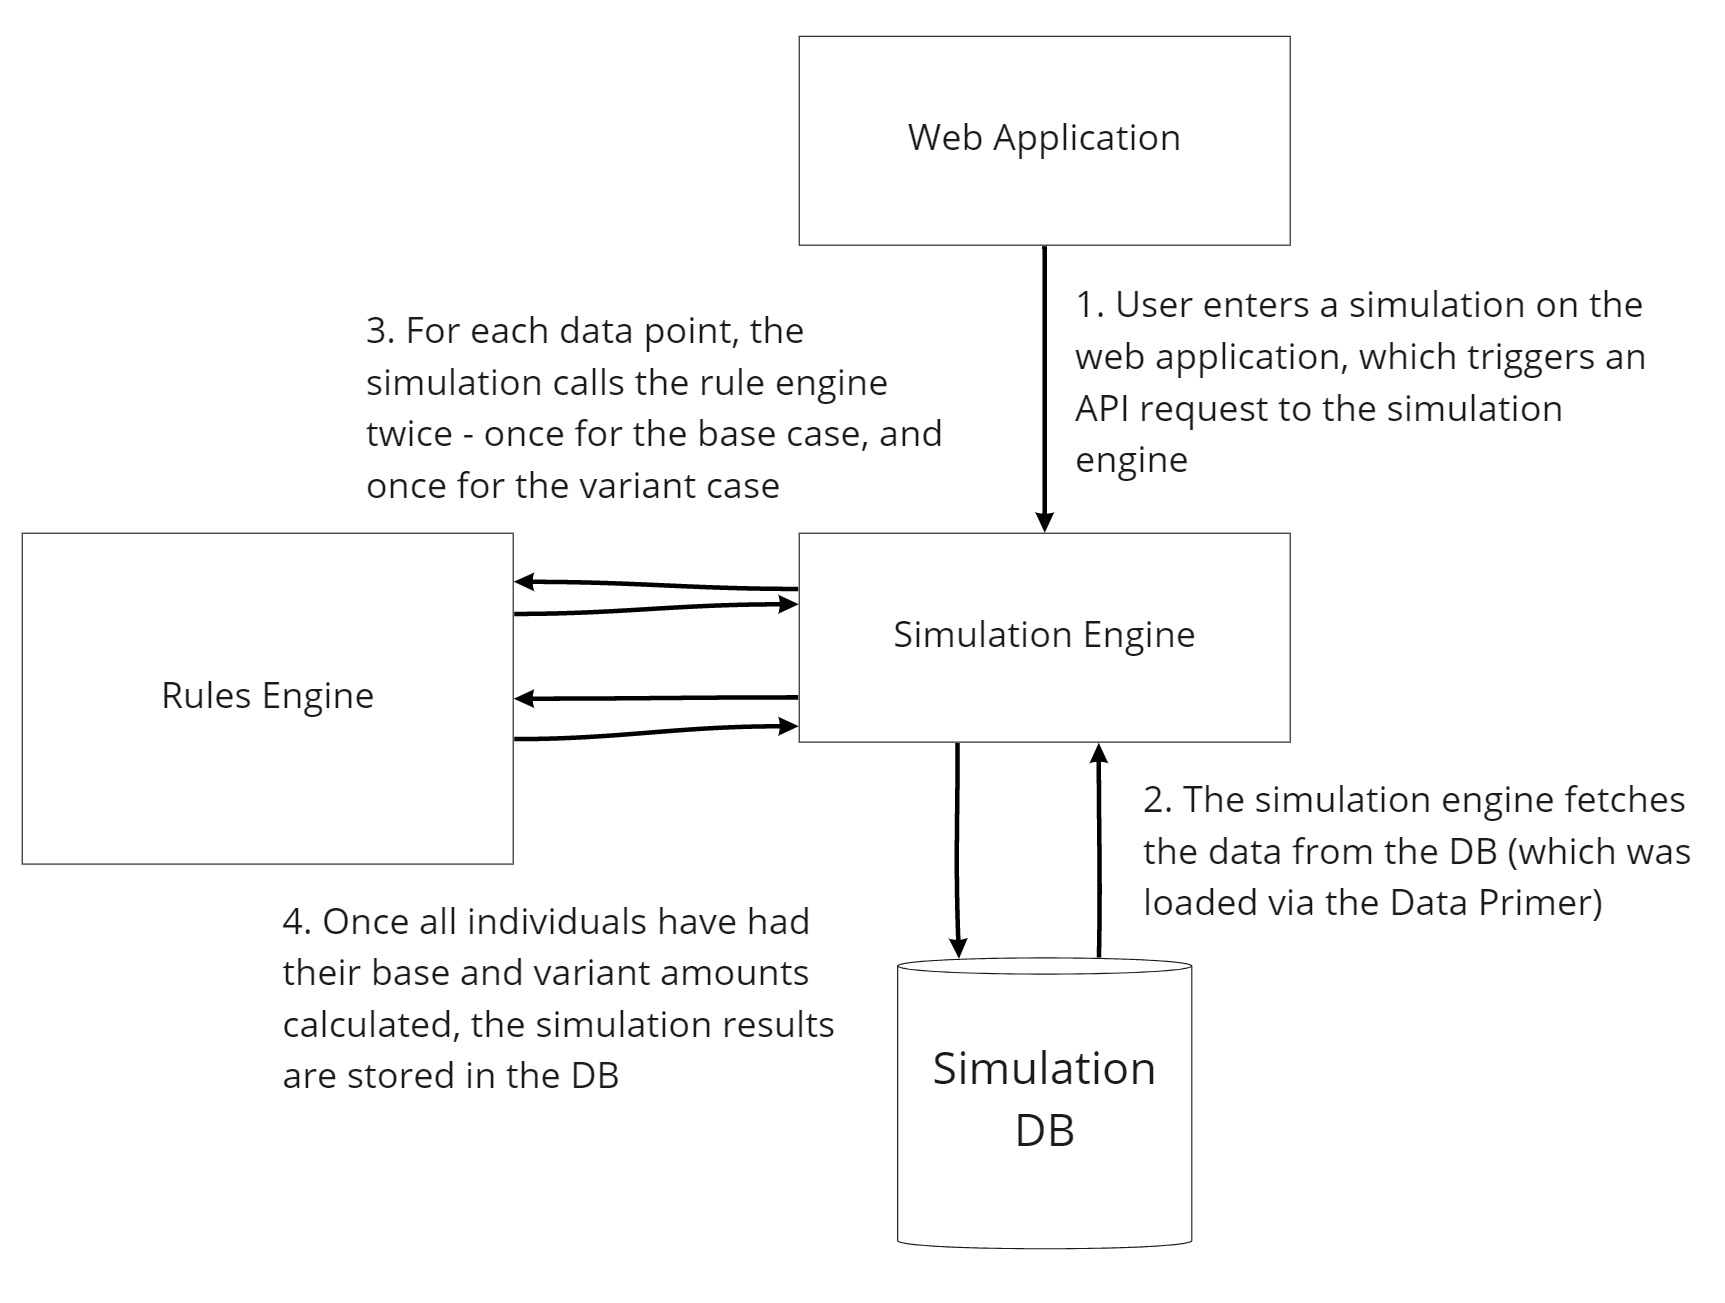 Web Application
1. User enters a simulation on the
web application, which triggers an
API request to the simulation
engine
3. For each data point, the
simulation calls the rule engine
twice - once for the base case, and
once for the variant case
Rules Engine
Simulation Engine
2. The simulation engine fetches
the data from the DB (which was
loaded via the Data Primer)
4. Once all individuals have had
their base and variant amounts
calculated, the simulation results
are stored in the DB
Simulation
DB